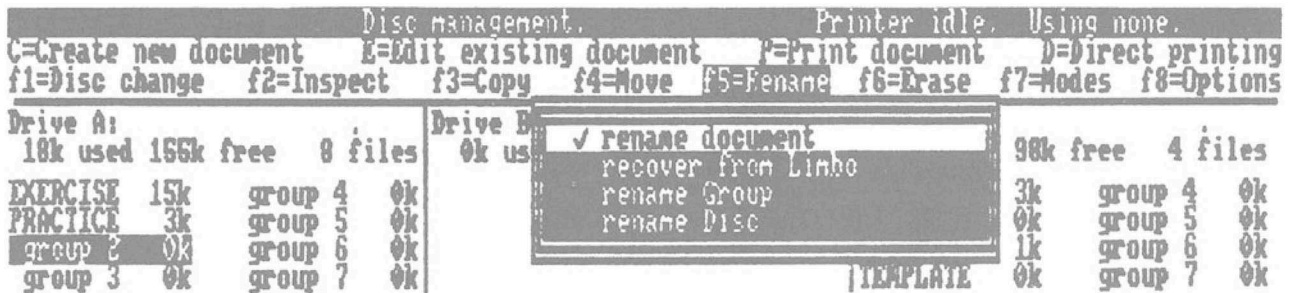 Disc management. Printer idle. Using none.
C=Create new document E=Edit existing document P=Print document D=Direct printing
f1=Disc change f2=Inspect f3=Copy f4=Move f5=Rename f6=Erase f7=Modes f8=Options
Drive A:
18k used 156k free 8 files
EXERCISE 15k group 4 0k
PRACTICE 3k group 5 0k
group 2 0k group 6 0k
group 3 0k group 7 0k
Drive B
0k us
✓ rename document
recover from Limbo
rename Group
rename Disc
98k free 4 files
3k group 4 0k
0k group 5 0k
1k group 6 0k
TEMPLATE 0k group 7 0k